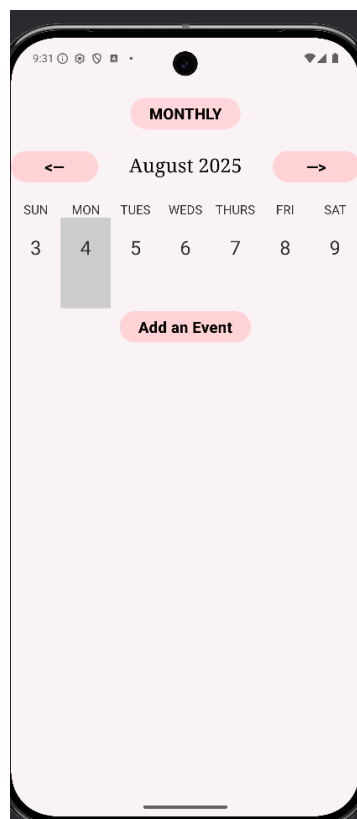 9:31
MONTHLY
<— August 2025 —>
SUN MON TUES WEDS THURS FRI SAT
3 4 5 6 7 8 9
Add an Event